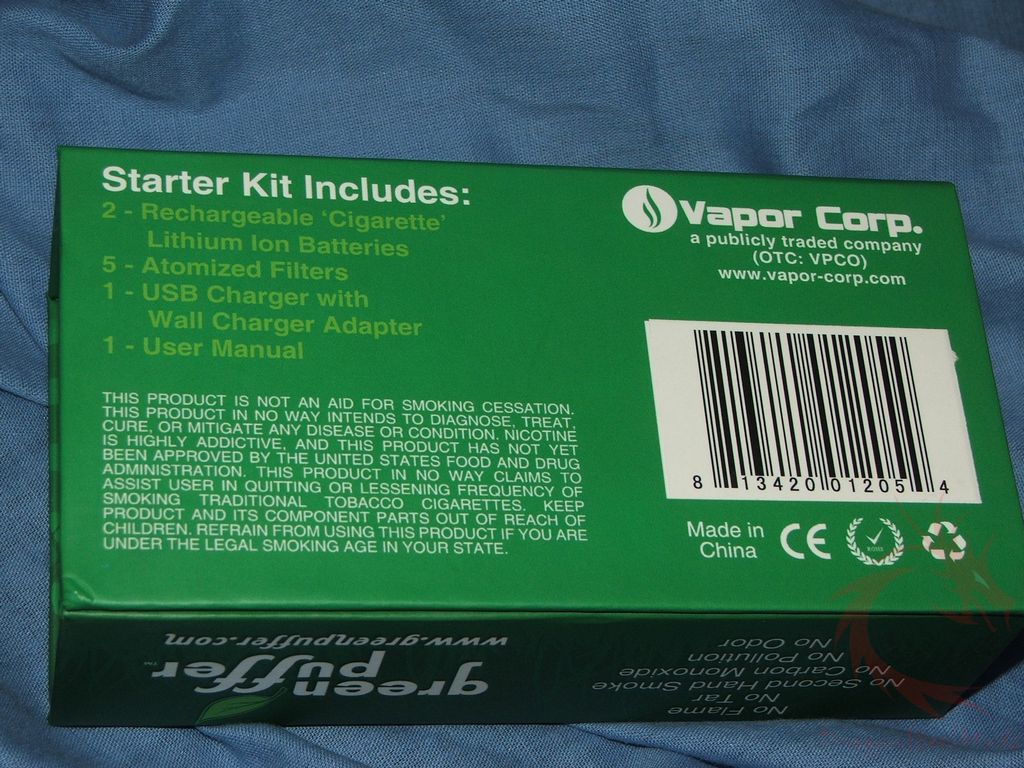 Starter Kit Includes:
2 - Rechargeable 'Cigarette'
Lithium Ion Batteries
5 - Atomized Filters
1 - USB Charger with
Wall Charger Adapter
1 - User Manual
THIS PRODUCT IS NOT AN AID FOR SMOKING CESSATION.
THIS PRODUCT IN NO WAY INTENDS TO DIAGNOSE, TREAT,
CURE, OR MITIGATE ANY DISEASE OR CONDITION. NICOTINE
IS HIGHLY ADDICTIVE, AND THIS PRODUCT HAS NOT YET
BEEN APPROVED BY THE UNITED STATES FOOD AND DRUG
ADMINISTRATION. THIS PRODUCT IN NO WAY CLAIMS TO
ASSIST USER IN QUITTING OR LESSENING FREQUENCY OF
SMOKING TRADITIONAL TOBACCO CIGARETTES. KEEP
PRODUCT AND ITS COMPONENT PARTS OUT OF REACH OF
CHILDREN. REFRAIN FROM USING THIS PRODUCT IF YOU ARE
UNDER THE LEGAL SMOKING AGE IN YOUR STATE.
Vapor Corp.
a publicly traded company
(OTC: VPCO)
www.vapor-corp.com
8 13420 01205 4
Made in
China
CE
ROHS
green
puffer™
www.greenpuffer.com
No Flame
No Tar
No Second Hand Smoke
No Carbon Monoxide
No Pollution
No Odor